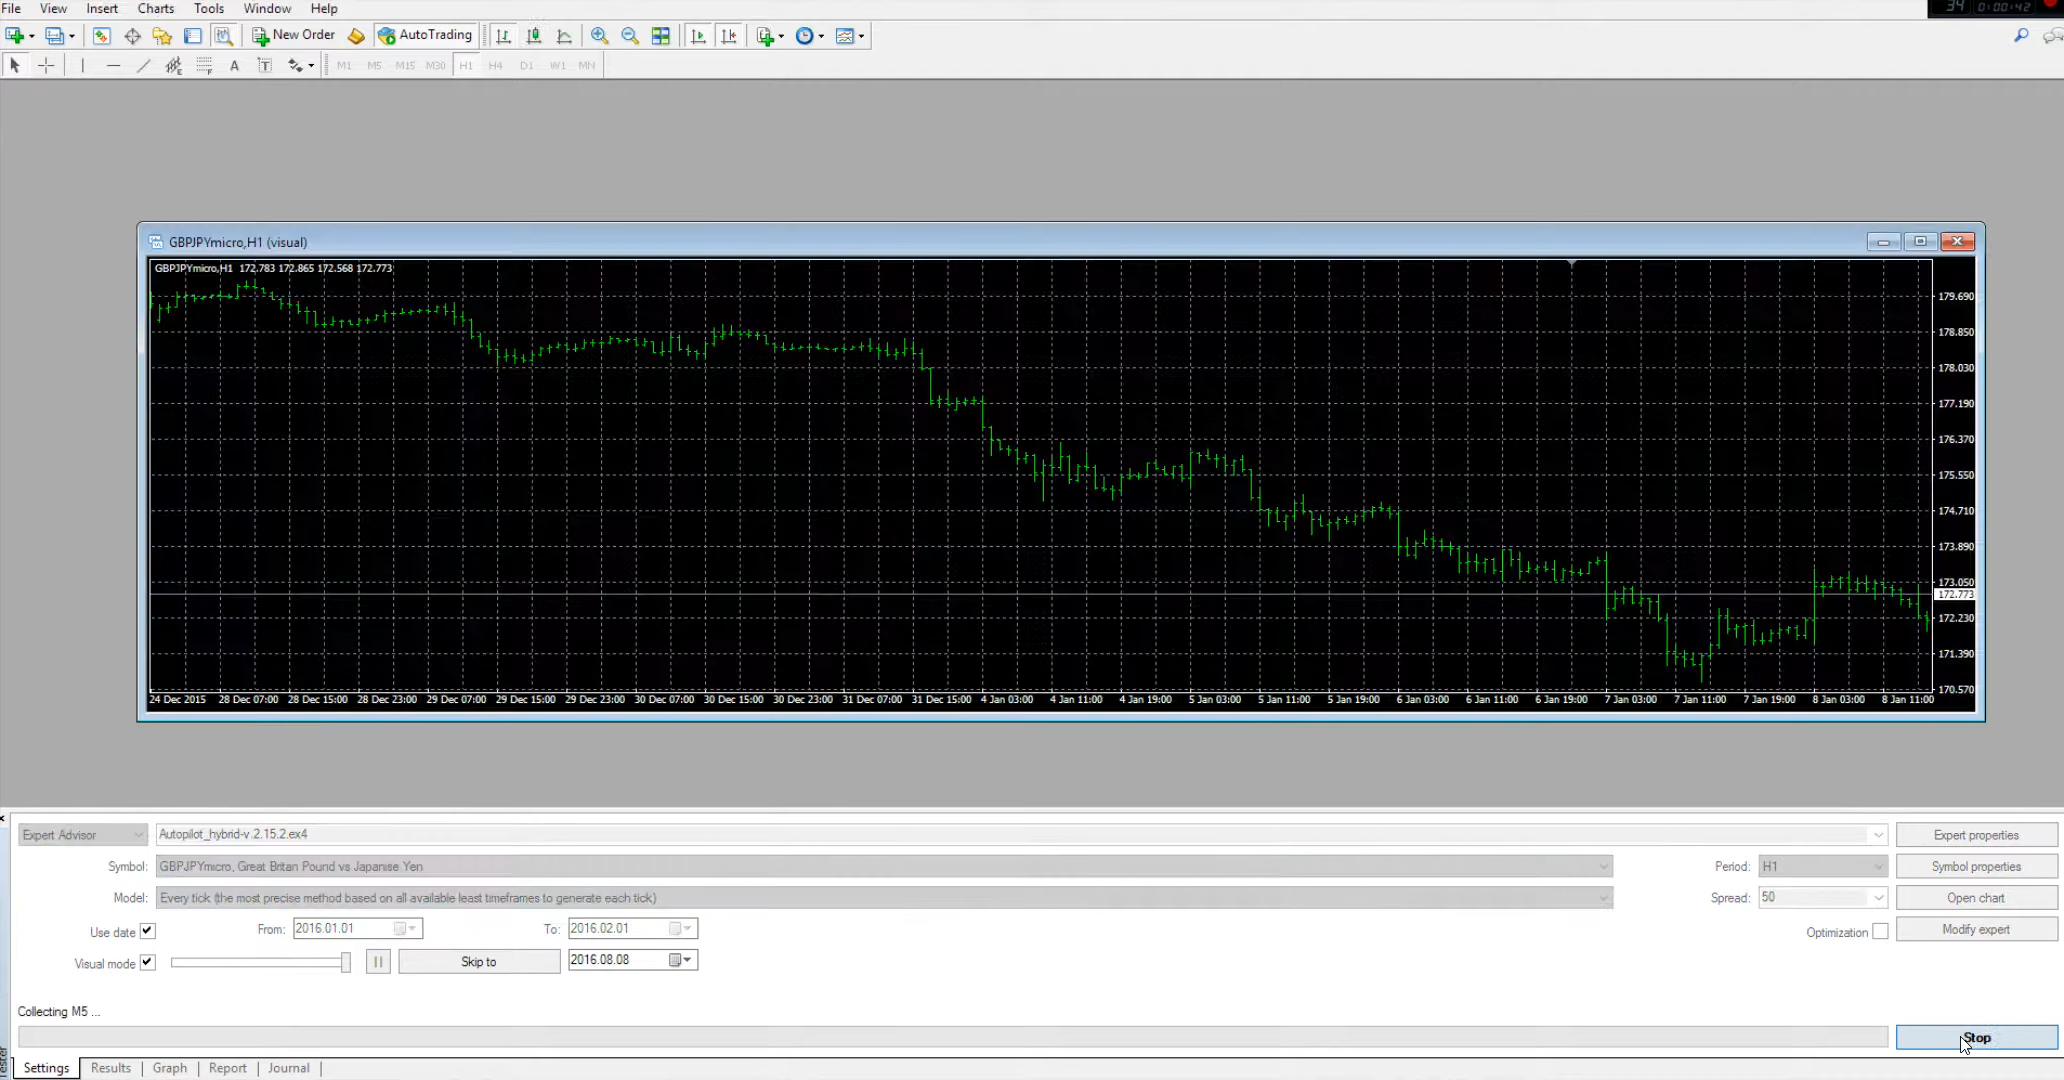 File View Insert Charts Tools Window Help
34 0:00:42
New Order AutoTrading
A T M1 M5 M15 M30 H1 H4 D1 W1 MN
GBPJPYmicro,H1 (visual)
GBPJPYmicro,H1 172.783 172.865 172.568 172.773
179.690
178.850
178.030
177.190
176.370
175.550
174.710
173.890
173.050
172.773
172.230
171.390
170.570
24 Dec 2015 28 Dec 07:00 28 Dec 15:00 28 Dec 23:00 29 Dec 07:00 29 Dec 15:00 29 Dec 23:00 30 Dec 07:00 30 Dec 15:00 30 Dec 23:00 31 Dec 07:00 31 Dec 15:00 4 Jan 03:00 4 Jan 11:00 4 Jan 19:00 5 Jan 03:00 5 Jan 11:00 5 Jan 19:00 6 Jan 03:00 6 Jan 11:00 6 Jan 19:00 7 Jan 03:00 7 Jan 11:00 7 Jan 19:00 8 Jan 03:00 8 Jan 11:00
Expert Advisor Autopilot_hybrid-v.2.15.2.ex4 Expert properties
Symbol: GBPJPYmicro, Great Britan Pound vs Japanise Yen Period: H1 Symbol properties
Model: Every tick (the most precise method based on all available least timeframes to generate each tick) Spread: 50 Open chart
Use date From: 2016.01.01 To: 2016.02.01 Optimization Modify expert
Visual mode Skip to 2016.08.08
Collecting M5 ...
Stop
Tester
Settings Results Graph Report Journal